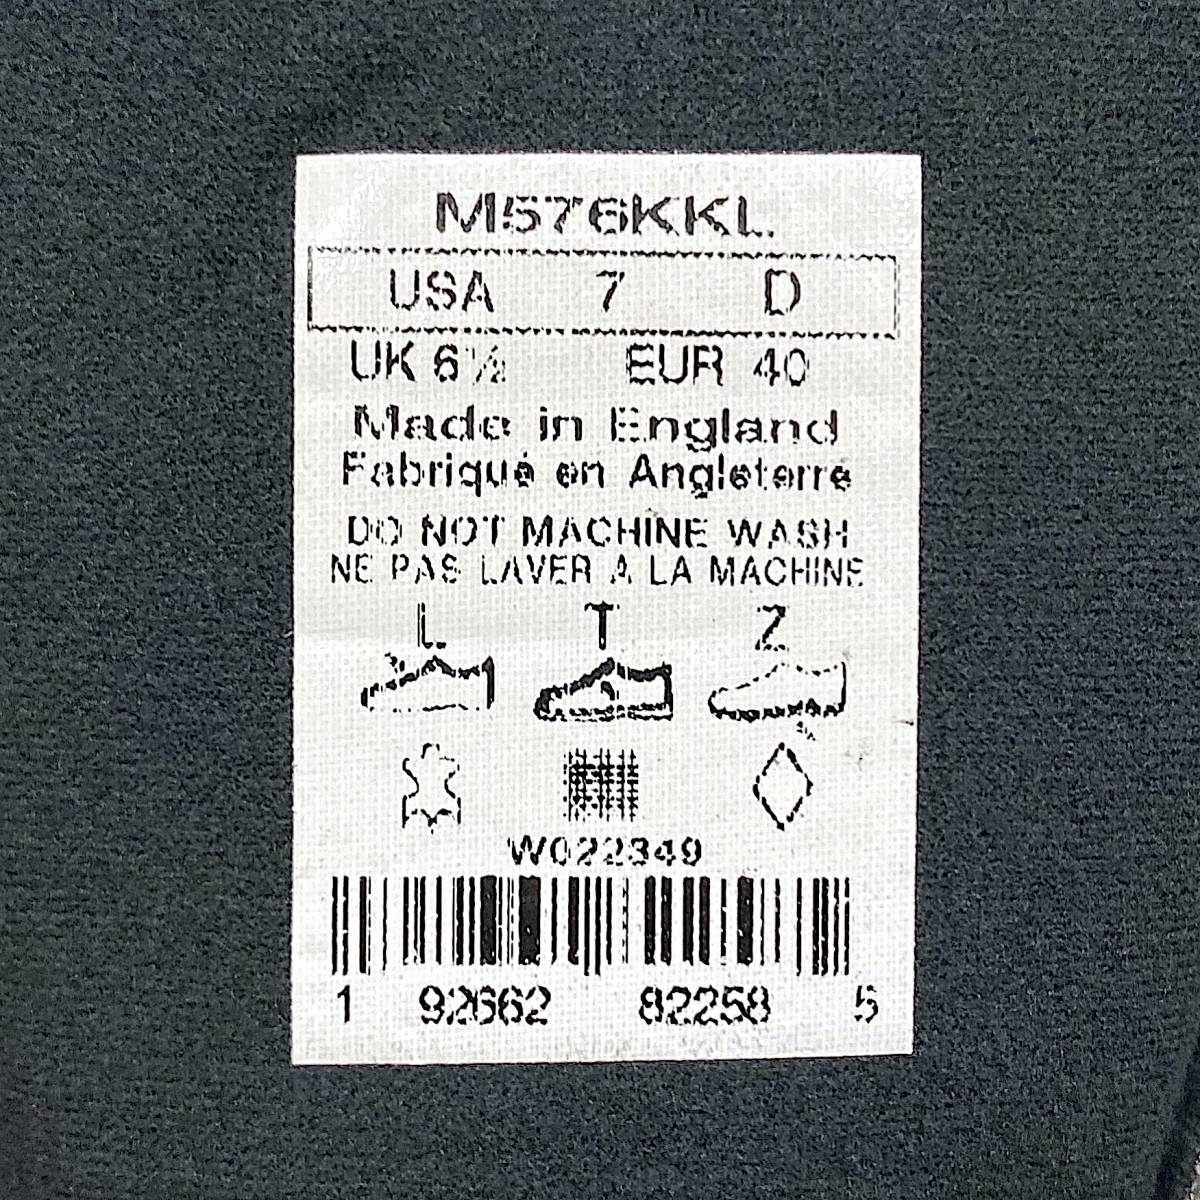 M576KKL
USA 7 D
UK 6½ EUR 40
Made in England
Fabriqué en Angleterre
DO NOT MACHINE WASH
NE PAS LAVER A LA MACHINE
L T Z
W022349
1 92662 82258 5